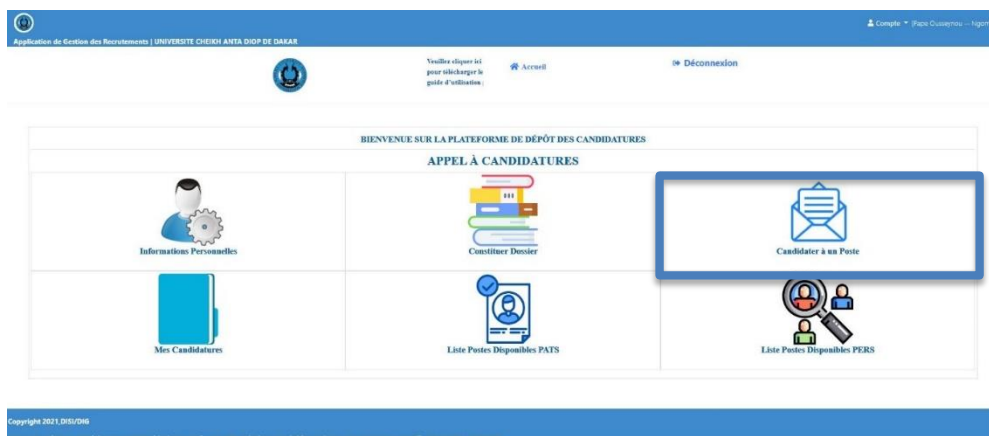 Compte
Application de Gestion des Recrutements | UNIVERSITE CHEIKH ANTA DIOP DE DAKAR
Veuillez cliquer ici
pour télécharger le
guide d'utilisation :
Accueil
Déconnexion
BIENVENUE SUR LA PLATEFORME DE DÉPÔT DES CANDIDATURES
APPEL À CANDIDATURES
Informations Personnelles
Constituer Dossier
Candidater à un Poste
Mes Candidatures
Liste Postes Disponibles PATS
Liste Postes Disponibles PERS
Copyright 2021,DISI/DIG